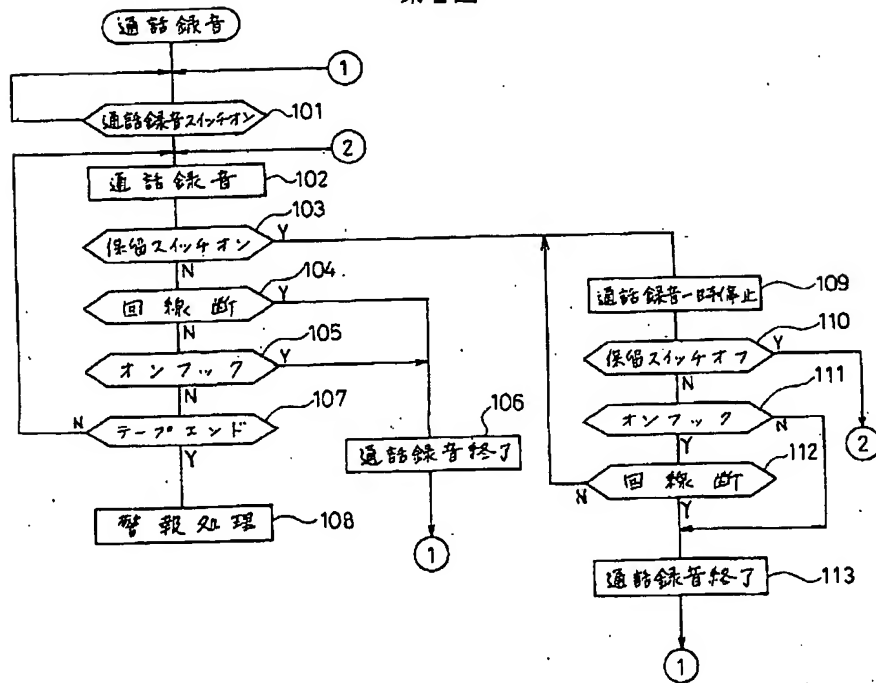 通話録音
1
通話録音スイッチオン
101
2
通話録音
102
103
保留スイッチオン
Y
N
104
回線断
Y
N
105
オンフック
Y
N
107
テープエンド
N
Y
警報処理
108
106
通話録音終了
1
通話録音一時停止
109
110
保留スイッチオフ
Y
N
2
111
オンフック
N
Y
112
回線断
N
Y
通話録音終了
113
1